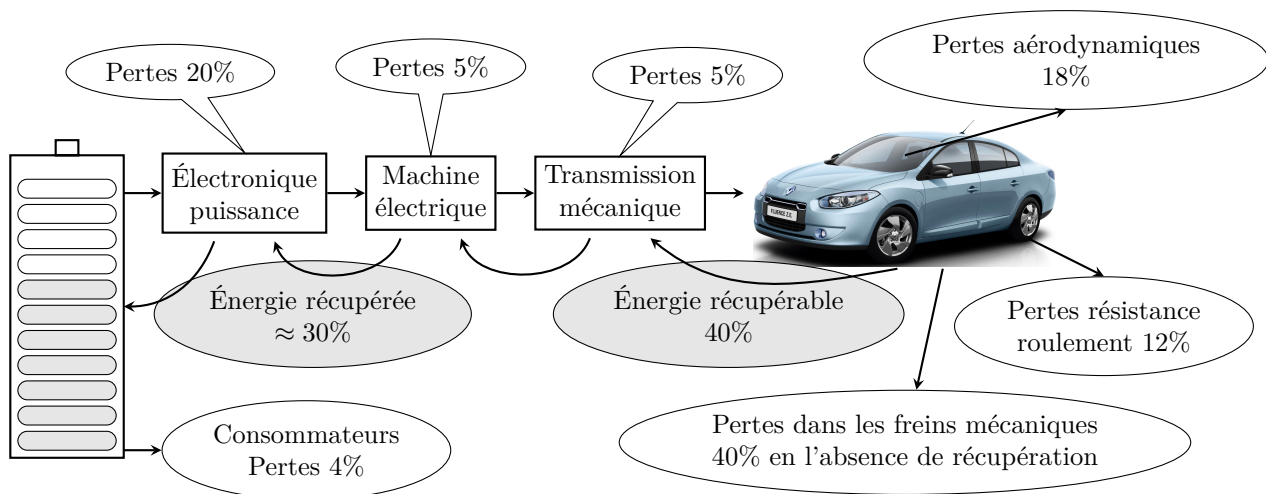 Pertes aérodynamiques
18%
Pertes 20%
Pertes 5%
Pertes 5%
Électronique
puissance
Machine
électrique
Transmission
mécanique
FLUENCE Z.E.
Énergie récupérée
≈ 30%
Énergie récupérable
40%
Pertes résistance
roulement 12%
Consommateurs
Pertes 4%
Pertes dans les freins mécaniques
40% en l'absence de récupération